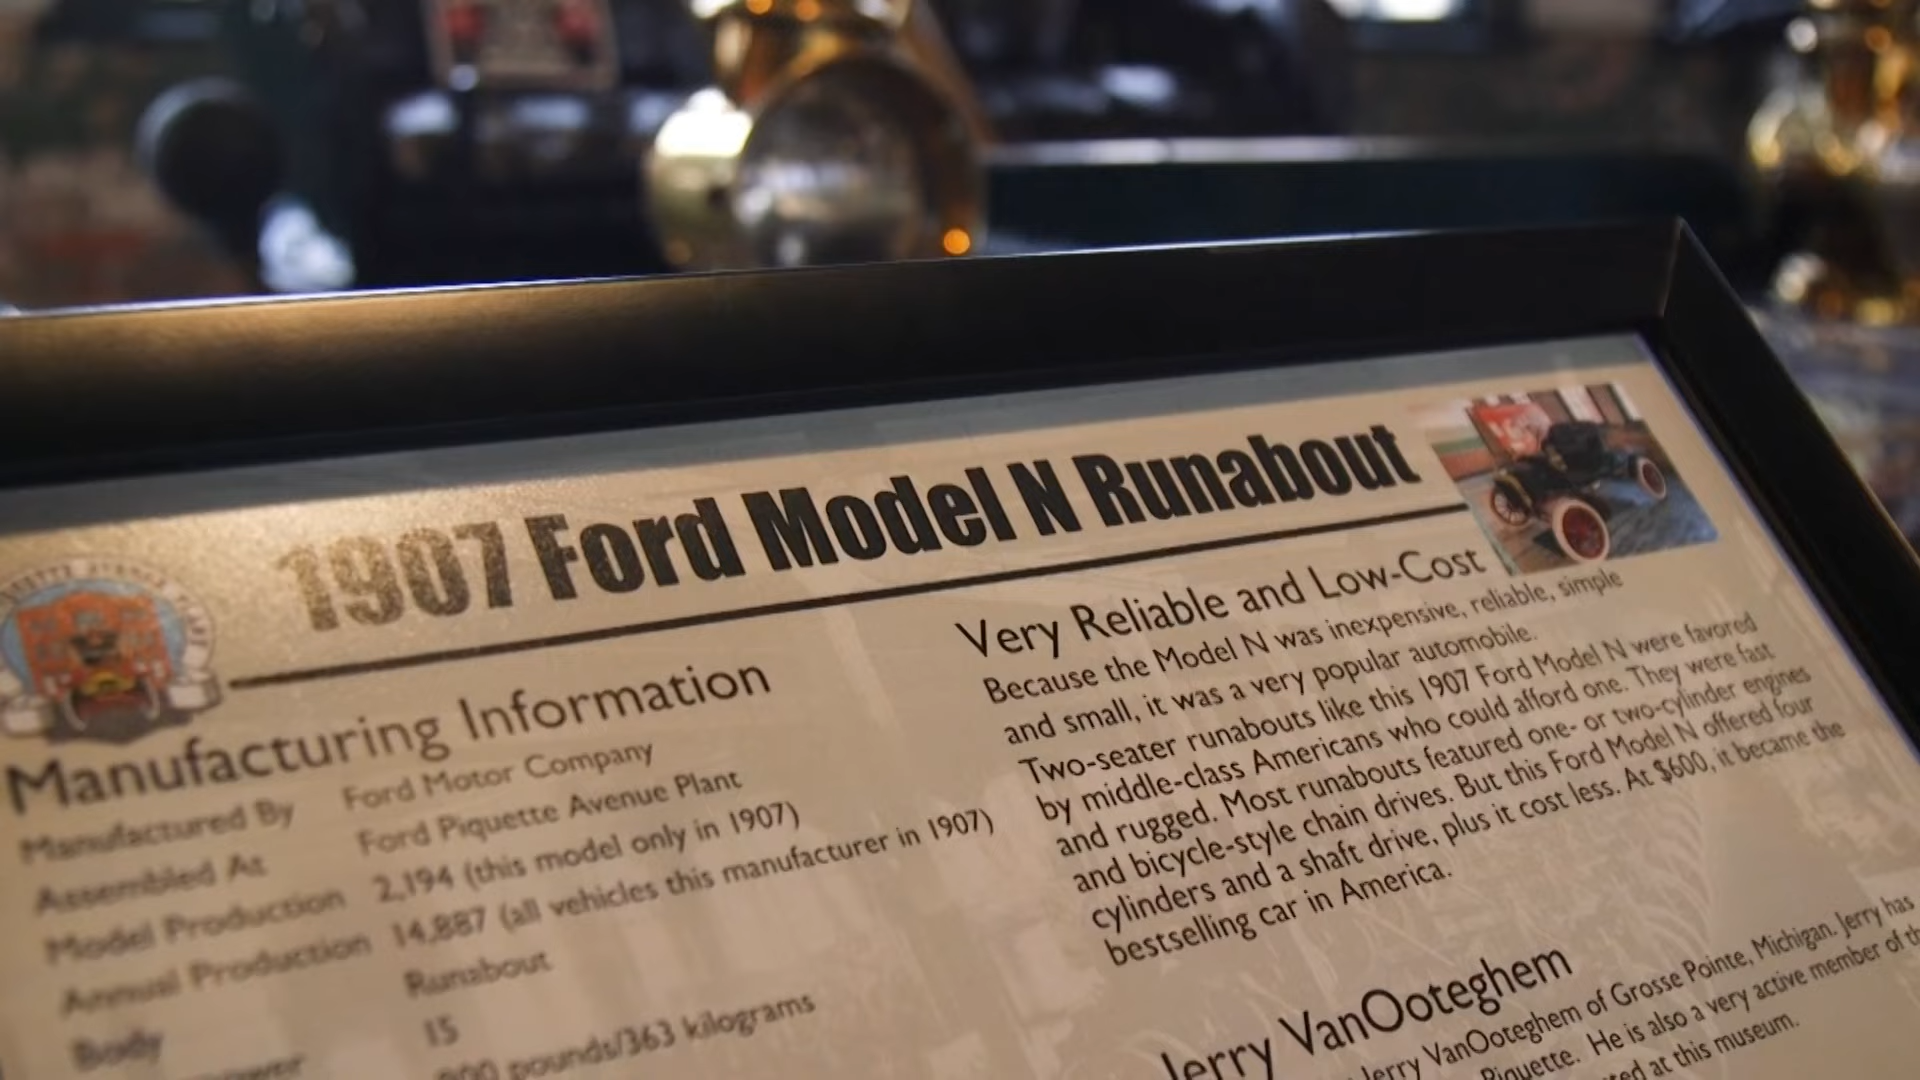 1907 Ford Model N Runabout
Manufacturing Information
Manufactured By Ford Motor Company
Assembled At Ford Piquette Avenue Plant
Model Production 2,194 (this model only in 1907)
Annual Production 14,887 (all vehicles this manufacturer in 1907)
Body Runabout
15
pounds/363 kilograms
Very Reliable and Low-Cost
Because the Model N was inexpensive, reliable, simple
and small, it was a very popular automobile.
Two-seater runabouts like this 1907 Ford Model N were favored
by middle-class Americans who could afford one. They were fast
and rugged. Most runabouts featured one- or two-cylinder engines
and bicycle-style chain drives. But this Ford Model N offered four
cylinders and a shaft drive, plus it cost less. At $600, it became the
bestselling car in America.
Jerry VanOoteghem
Jerry VanOoteghem of Grosse Pointe, Michigan. Jerry has
Piquette. He is also a very active member of
at this museum.